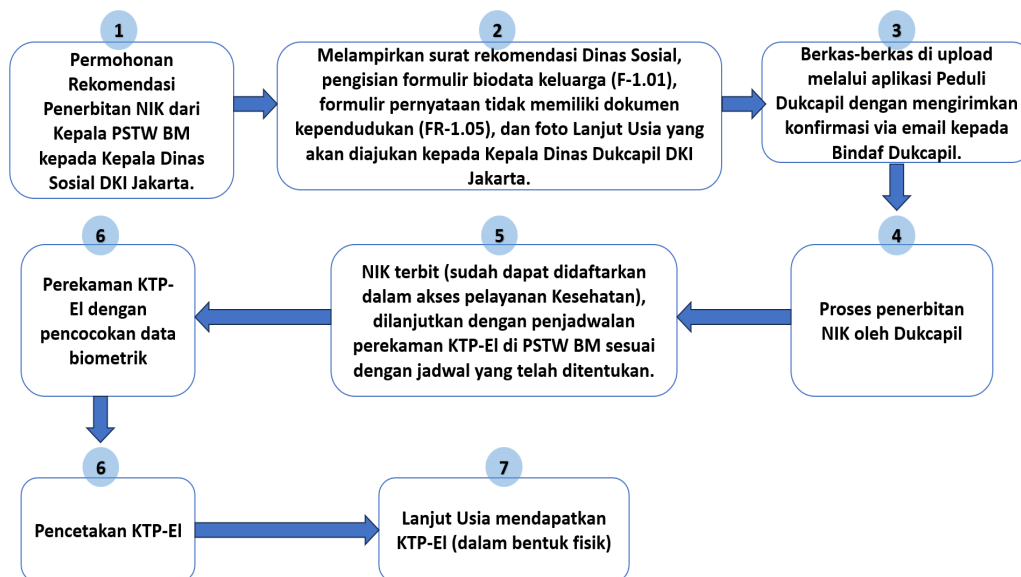 1
Permohonan
Rekomendasi
Penerbitan NIK dari
Kepala PSTW BM
kepada Kepala Dinas
Sosial DKI Jakarta.
2
Melampirkan surat rekomendasi Dinas Sosial,
pengisian formulir biodata keluarga (F-1.01),
formulir pernyataan tidak memiliki dokumen
kependudukan (FR-1.05), dan foto Lanjut Usia yang
akan diajukan kepada Kepala Dinas Dukcapil DKI
Jakarta.
3
Berkas-berkas di upload
melalui aplikasi Peduli
Dukcapil dengan mengirimkan
konfirmasi via email kepada
Bindaf Dukcapil.
4
Proses penerbitan
NIK oleh Dukcapil
5
NIK terbit (sudah dapat didaftarkan
dalam akses pelayanan Kesehatan),
dilanjutkan dengan penjadwalan
perekaman KTP-El di PSTW BM sesuai
dengan jadwal yang telah ditentukan.
6
Perekaman KTP-
El dengan
pencocokan data
biometrik
6
Pencetakan KTP-El
7
Lanjut Usia mendapatkan
KTP-El (dalam bentuk fisik)